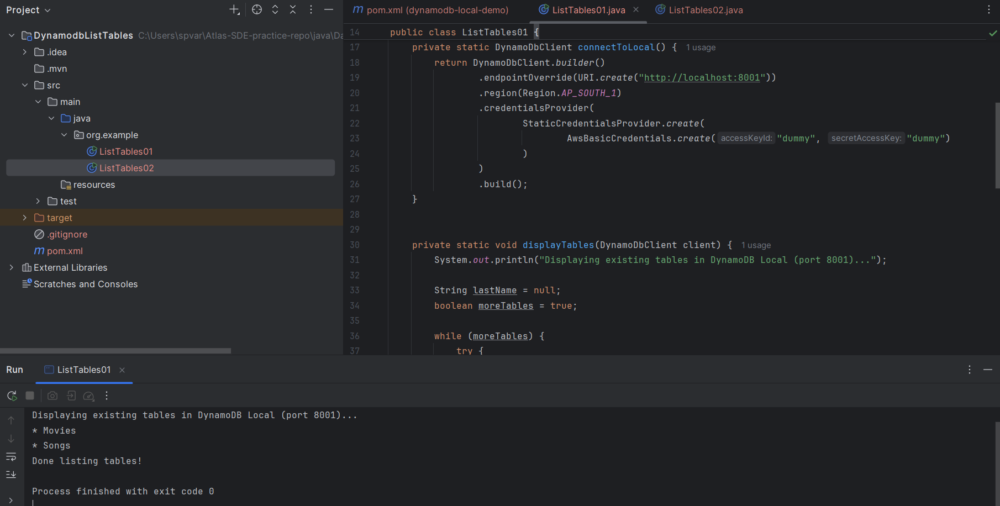 Project
DynamodbListTables C:\Users\spvar\Atlas-SDE-practice-repo\java\Da
.idea
.mvn
src
main
java
org.example
ListTables01
ListTables02
resources
test
target
.gitignore
m pom.xml
External Libraries
Scratches and Consoles
m pom.xml (dynamodb-local-demo) ListTables01.java ListTables02.java
14 public class ListTables01 {
17 private static DynamoDbClient connectToLocal() { 1 usage
18 return DynamoDbClient.builder()
19 .endpointOverride(URI.create("http://localhost:8001"))
20 .region(Region.AP_SOUTH_1)
21 .credentialsProvider(
22 StaticCredentialsProvider.create(
23 AwsBasicCredentials.create( accessKeyId: "dummy", secretAccessKey: "dummy")
24 )
25 )
26 .build();
27 }
28
29
30 private static void displayTables(DynamoDbClient client) { 1 usage
31 System.out.println("Displaying existing tables in DynamoDB Local (port 8001)...");
32
33 String lastName = null;
34 boolean moreTables = true;
35
36 while (moreTables) {
37 try {
Run ListTables01
Displaying existing tables in DynamoDB Local (port 8001)...
* Movies
* Songs
Done listing tables!
Process finished with exit code 0